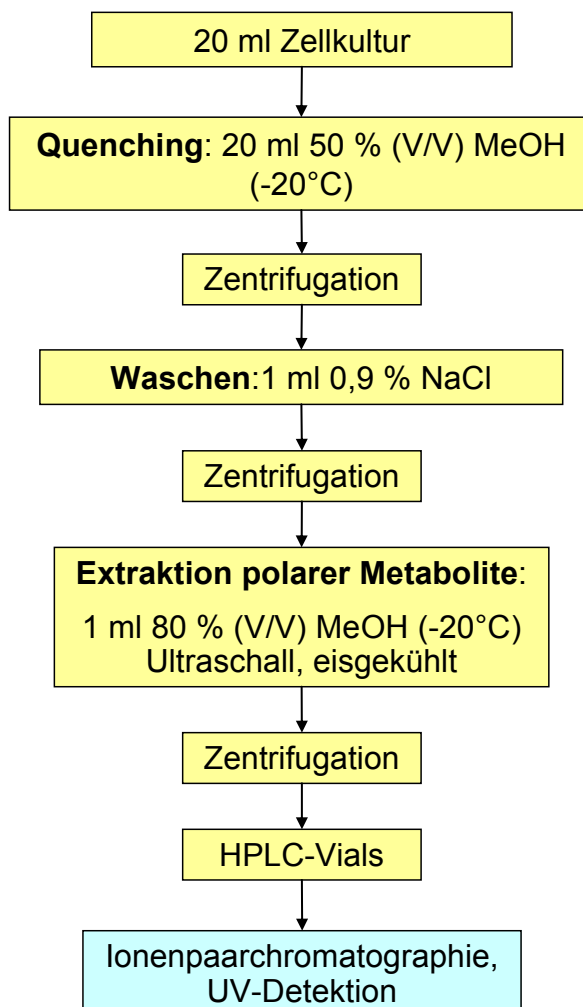 20 ml Zellkultur
Quenching: 20 ml 50 % (V/V) MeOH
(-20°C)
Zentrifugation
Waschen:1 ml 0,9 % NaCl
Zentrifugation
Extraktion polarer Metabolite:
1 ml 80 % (V/V) MeOH (-20°C)
Ultraschall, eisgekühlt
Zentrifugation
HPLC-Vials
Ionenpaarchromatographie,
UV-Detektion